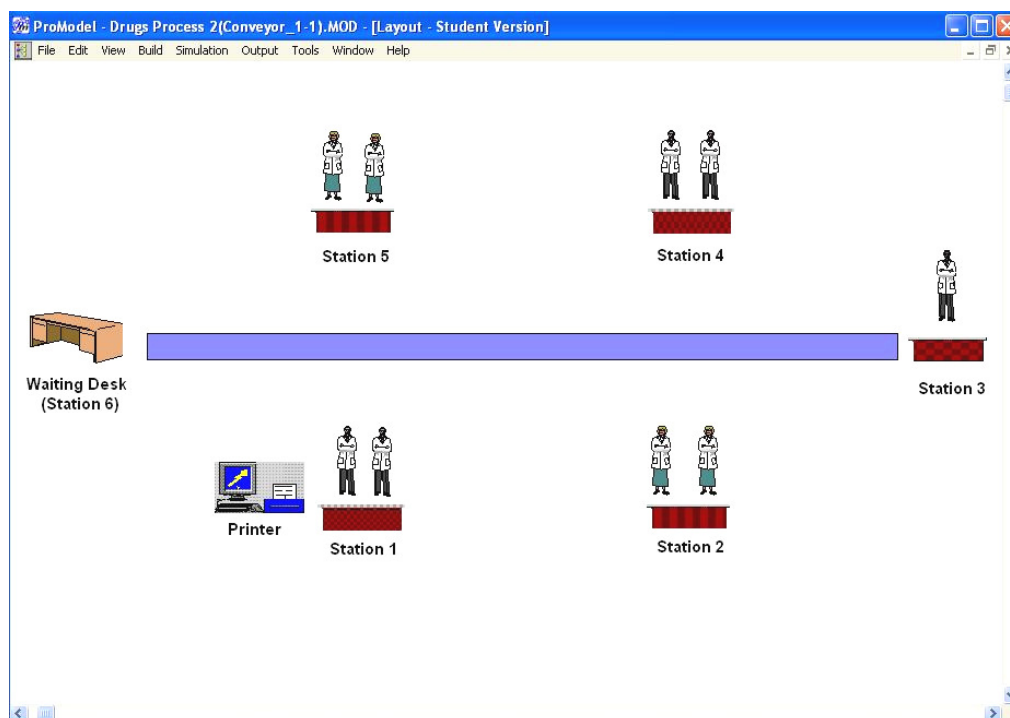 ProModel - Drugs Process 2(Conveyor_1-1).MOD - [Layout - Student Version]
File Edit View Build Simulation Output Tools Window Help
Station 5
Station 4
Waiting Desk
(Station 6)
Station 3
Printer
Station 1
Station 2